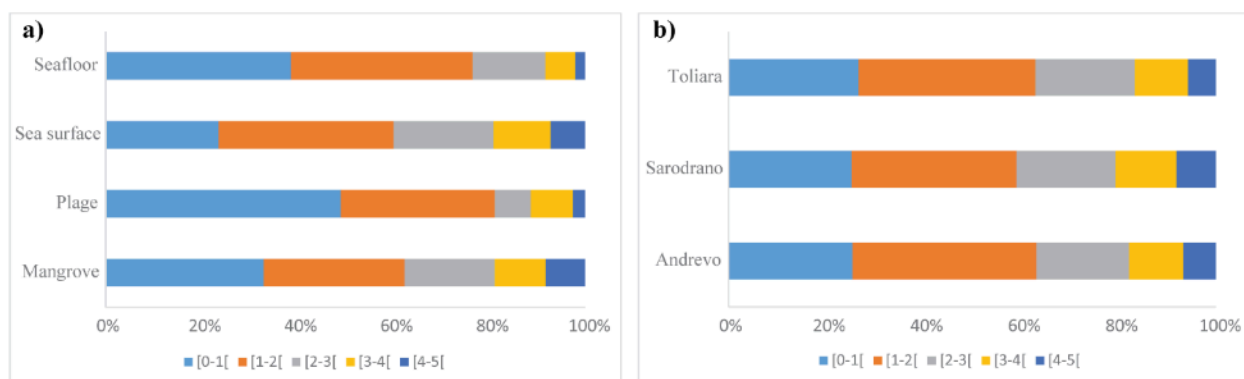 a)
Seafloor
Sea surface
Plage
Mangrove
0% 20% 40% 60% 80% 100%
[0-1[ [1-2[ [2-3[ [3-4[ [4-5[
b)
Toliara
Sarodrano
Andrevo
0% 20% 40% 60% 80% 100%
[0-1[ [1-2[ [2-3[ [3-4[ [4-5[